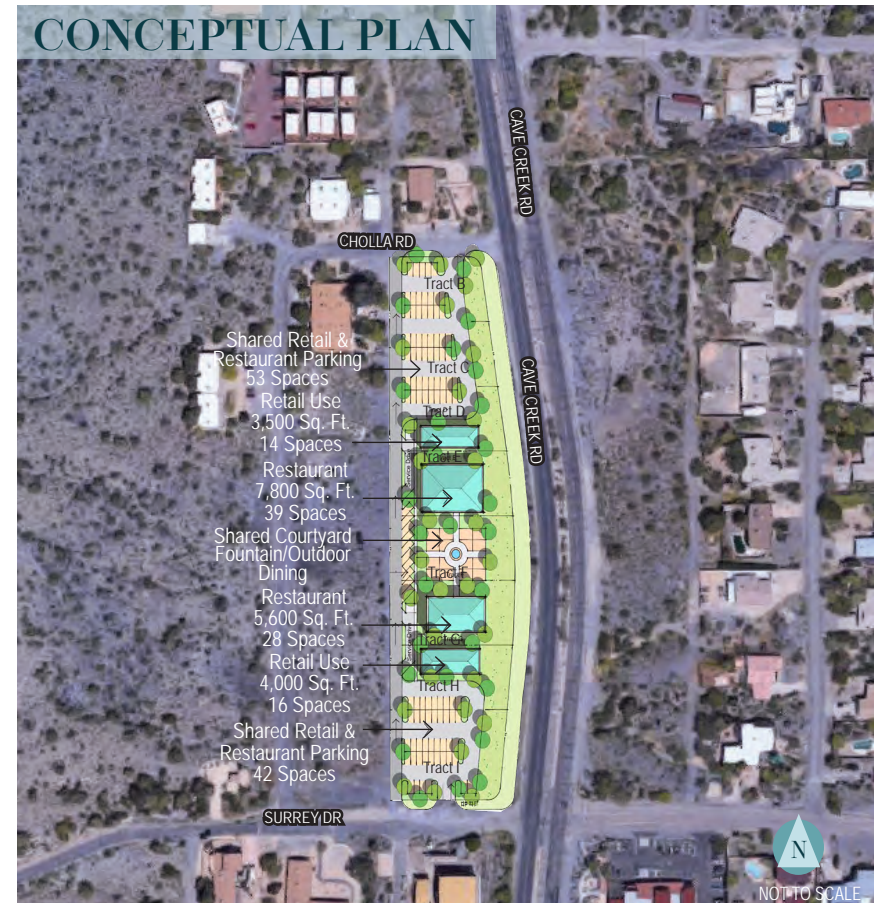 CONCEPTUAL PLAN
CAVE CREEK RD
CHOLLA RD
Tract B
Shared Retail &
Restaurant Parking
53 Spaces
Tract C
CAVE CREEK RD
Retail Use
3,500 Sq. Ft.
14 Spaces
Tract D
Tract E
Restaurant
7,800 Sq. Ft.
39 Spaces
Shared Courtyard
Fountain/Outdoor
Dining
Tract F
Restaurant
5,600 Sq. Ft.
28 Spaces
Tract G
Retail Use
4,000 Sq. Ft.
16 Spaces
Tract H
Shared Retail &
Restaurant Parking
42 Spaces
Tract I
SURREY DR
N
NOT TO SCALE